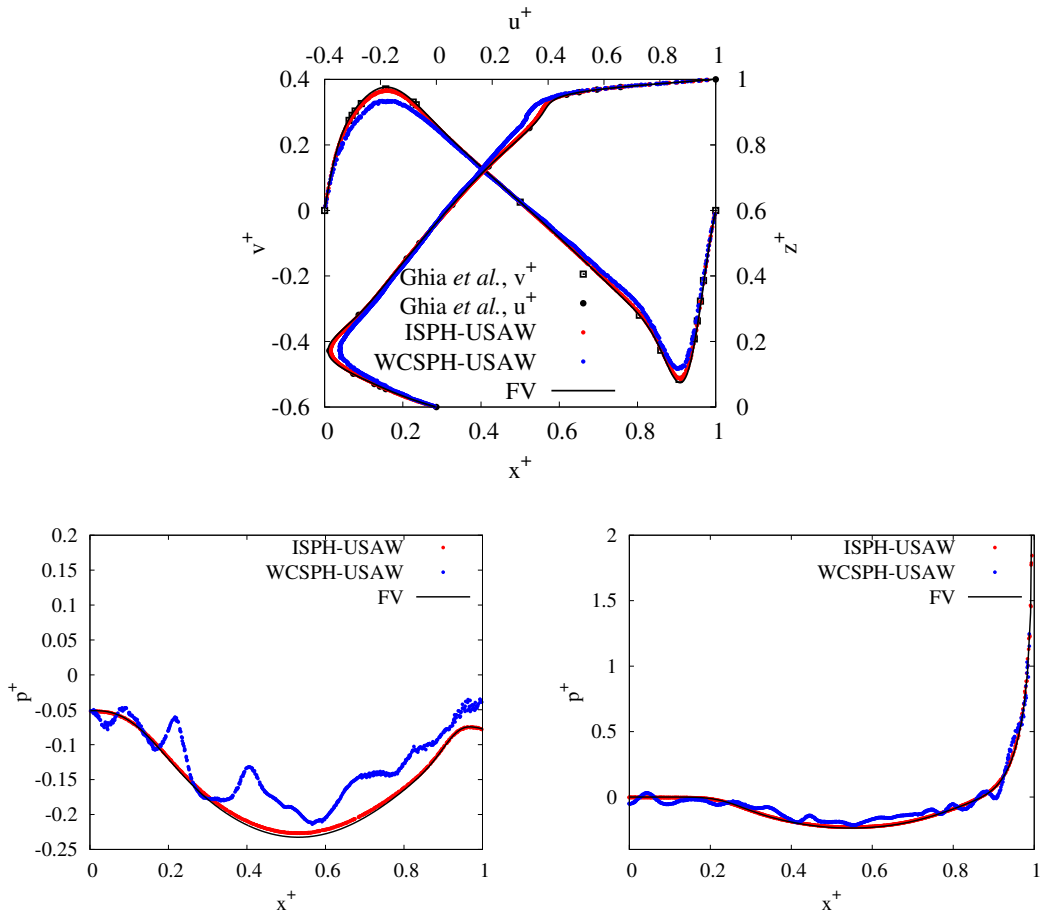 u+
-0.4 -0.2 0 0.2 0.4 0.6 0.8 1
0.4 1
0.2 0.8
0 0.6
-0.2 0.4
-0.4 0.2
-0.6 0
v+
z+
Ghia et al., v+
Ghia et al., u+
ISPH-USAW
WCSPH-USAW
FV
0 0.2 0.4 0.6 0.8 1
x+
0.2
0.15
0.1
0.05
0
-0.05
-0.1
-0.15
-0.2
-0.25
p+
ISPH-USAW
WCSPH-USAW
FV
0 0.2 0.4 0.6 0.8 1
x+
2
1.5
1
0.5
0
p+
ISPH-USAW
WCSPH-USAW
FV
0 0.2 0.4 0.6 0.8 1
x+